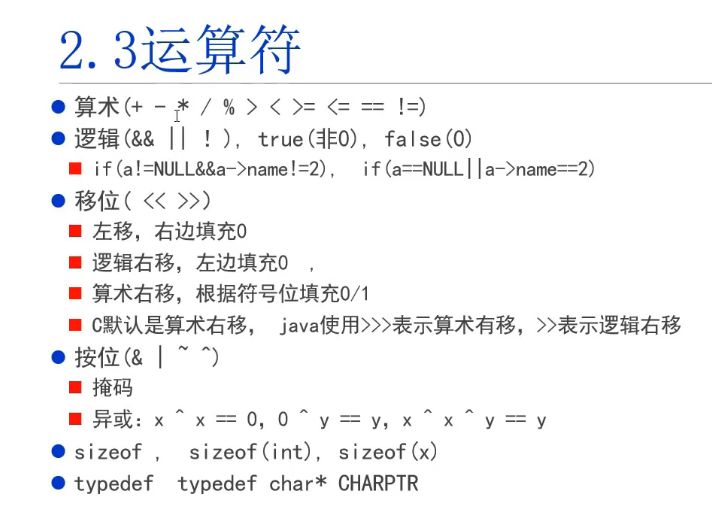 2.3运算符
算术(+ - * / % > < >= <= == !=)
逻辑(&& || ! ), true(非0), false(0)
if(a!=NULL&&a->name!=2), if(a==NULL||a->name==2)
移位( << >>)
左移，右边填充0
逻辑右移，左边填充0 ，
算术右移，根据符号位填充0/1
C默认是算术右移， java使用>>>表示算术有移，>>表示逻辑右移
按位(& | ~ ^)
掩码
异或：x ^ x == 0，0 ^ y == y，x ^ x ^ y == y
sizeof , sizeof(int), sizeof(x)
typedef typedef char* CHARPTR